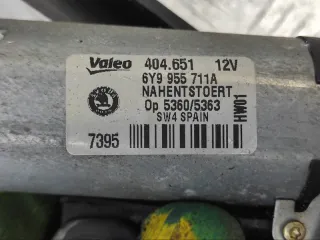 Valeo 404.651 12V
6Y9 955 711A
NAHENTSTOERT
Op 5360/5363
SW4 SPAIN
HW01
7395